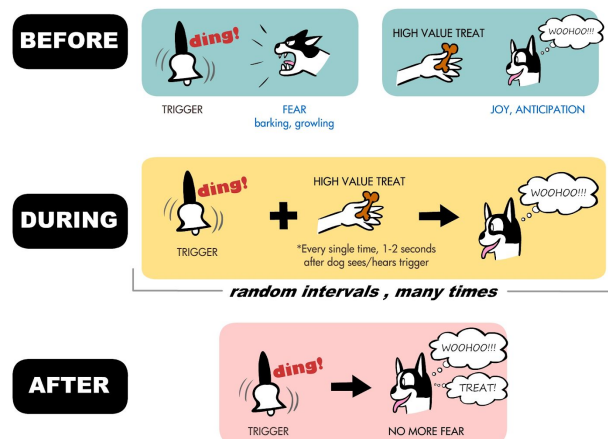 BEFORE
ding!
HIGH VALUE TREAT
WOOHOO!!!
TRIGGER
FEAR
barking, growling
JOY, ANTICIPATION
DURING
ding!
HIGH VALUE TREAT
WOOHOO!!!
TRIGGER
*Every single time, 1-2 seconds
after dog sees/hears trigger
random intervals , many times
AFTER
ding!
WOOHOO!!!
TREAT!
TRIGGER
NO MORE FEAR